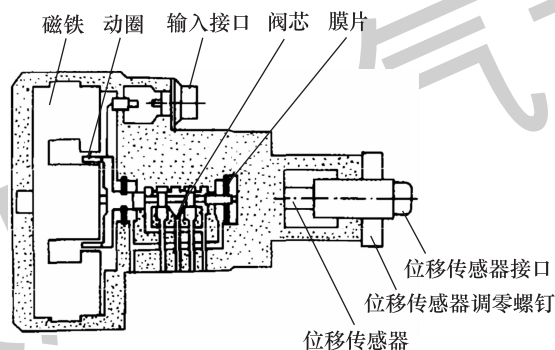 磁铁 动圈 输入接口 阀芯 膜片
位移传感器接口
位移传感器调零螺钉
位移传感器
气